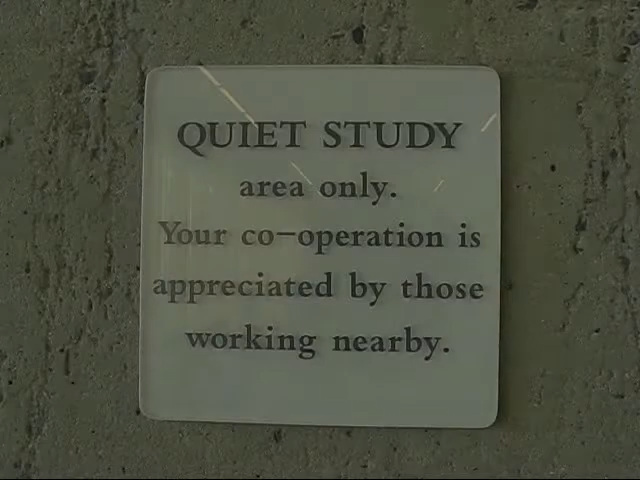 QUIET STUDY
area only.
Your co-operation is
appreciated by those
working nearby.